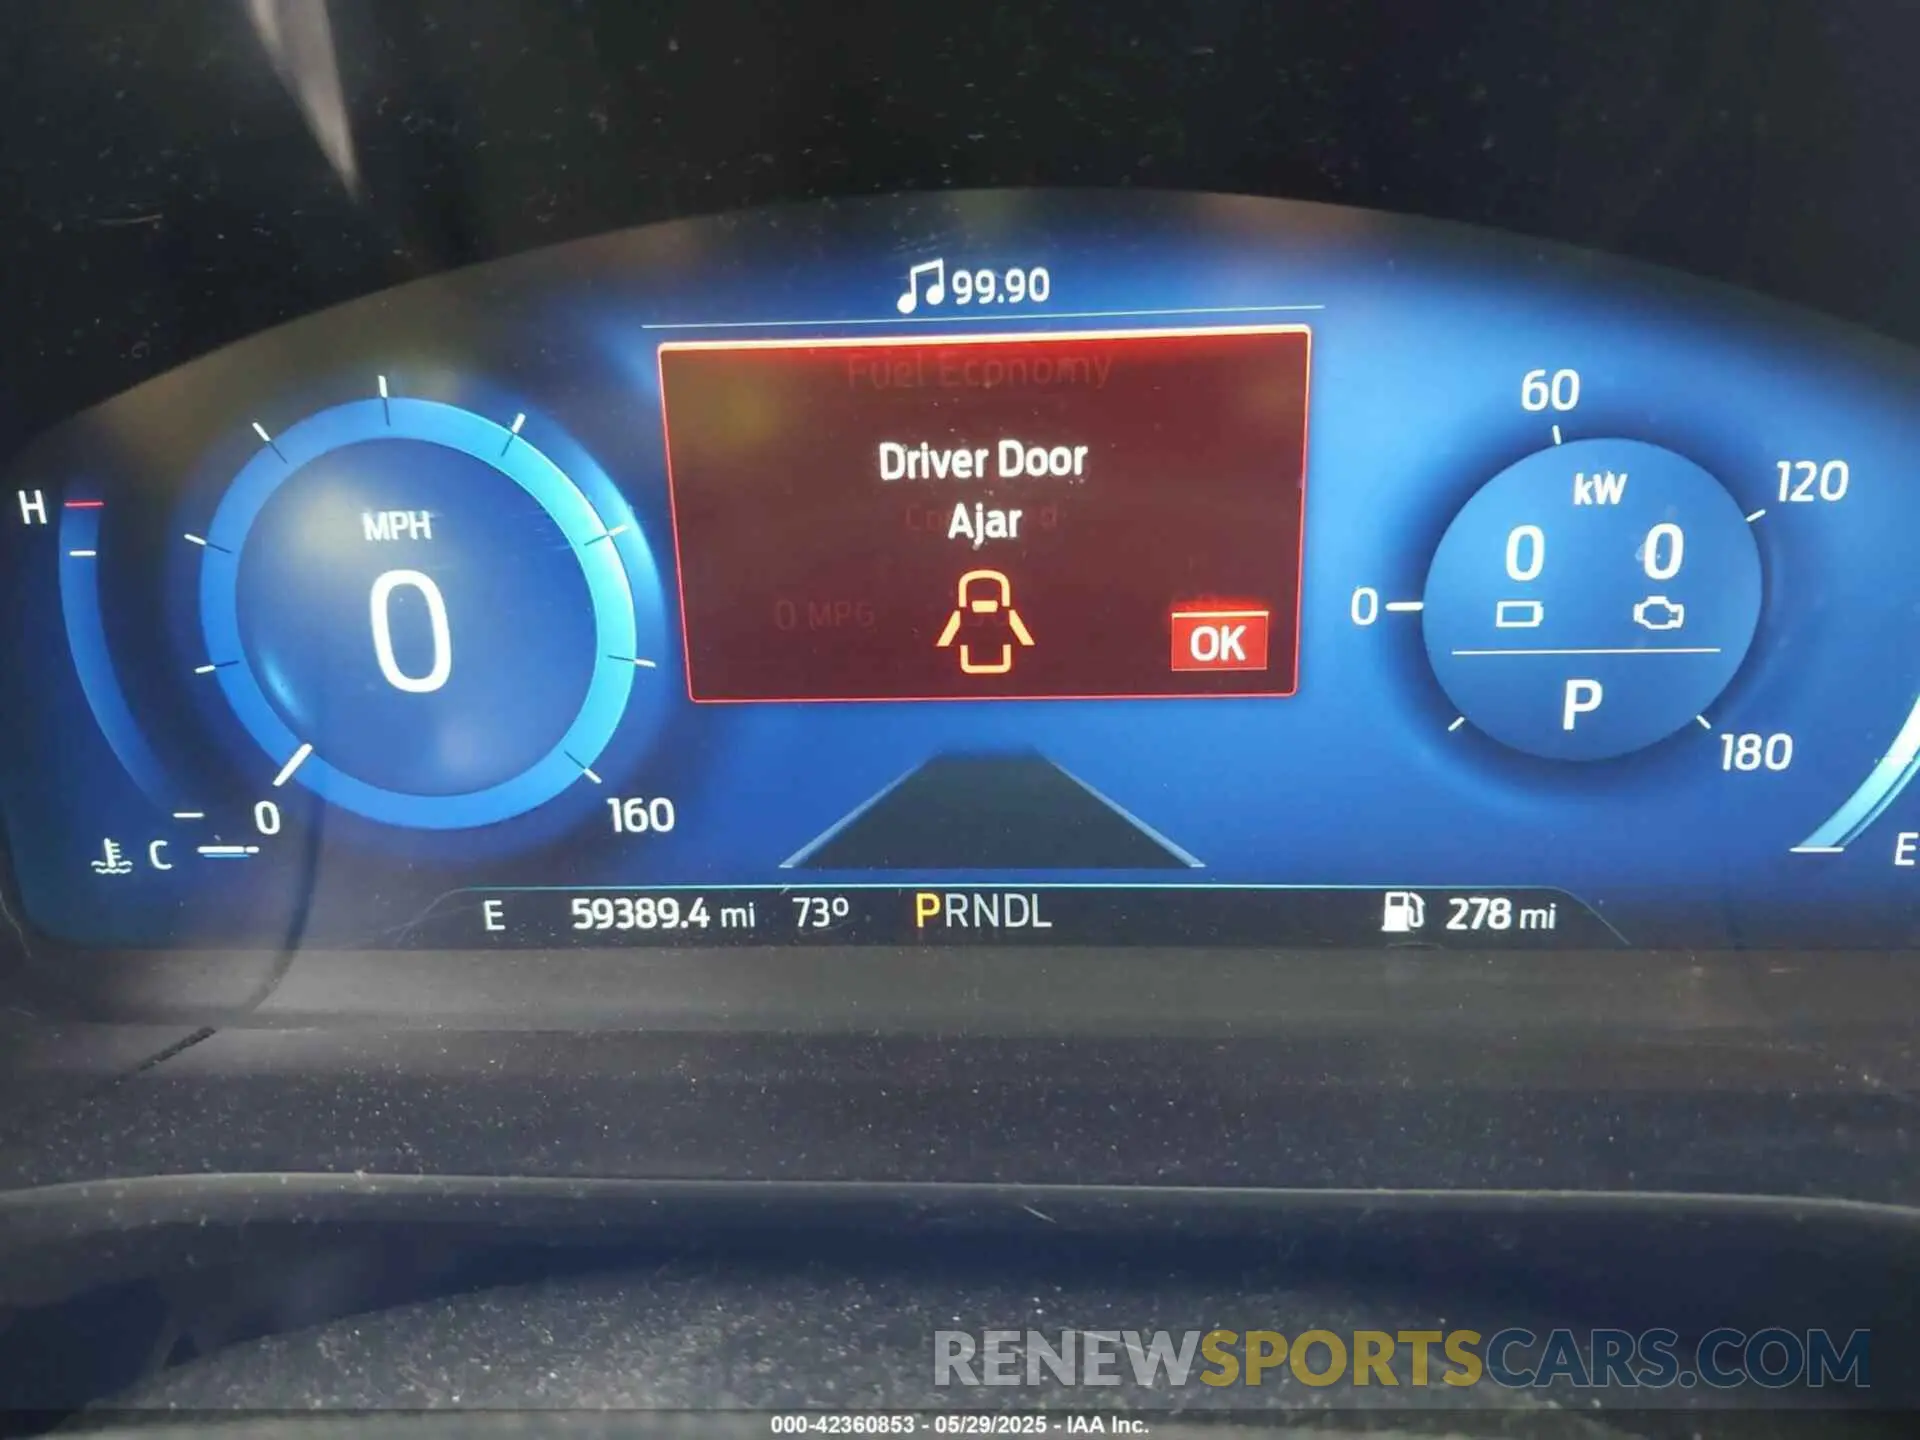 99.90
Fuel Economy
Driver Door
Ajar
0 MPG
OK
H
MPH
0
0
160
C
60
120
kW
0
0 0
P
180
E
E 59389.4 mi 73° PRNDL 278 mi
RENEWSPORTSCARS.COM
000-42360853 - 05/29/2025 - IAA Inc.